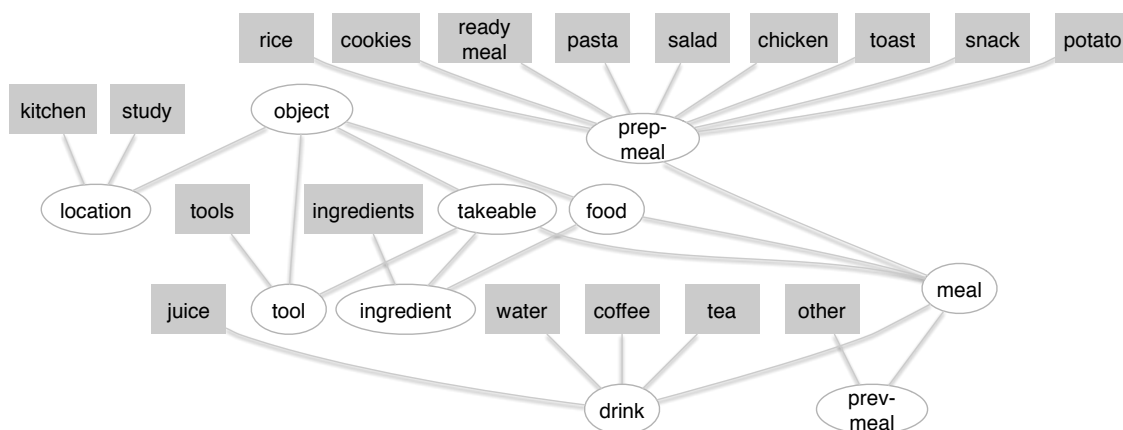 rice
cookies
ready
meal
pasta
salad
chicken
toast
snack
potato
kitchen
study
object
prep-
meal
location
tools
ingredients
takeable
food
meal
juice
tool
ingredient
water
coffee
tea
other
drink
prev-
meal